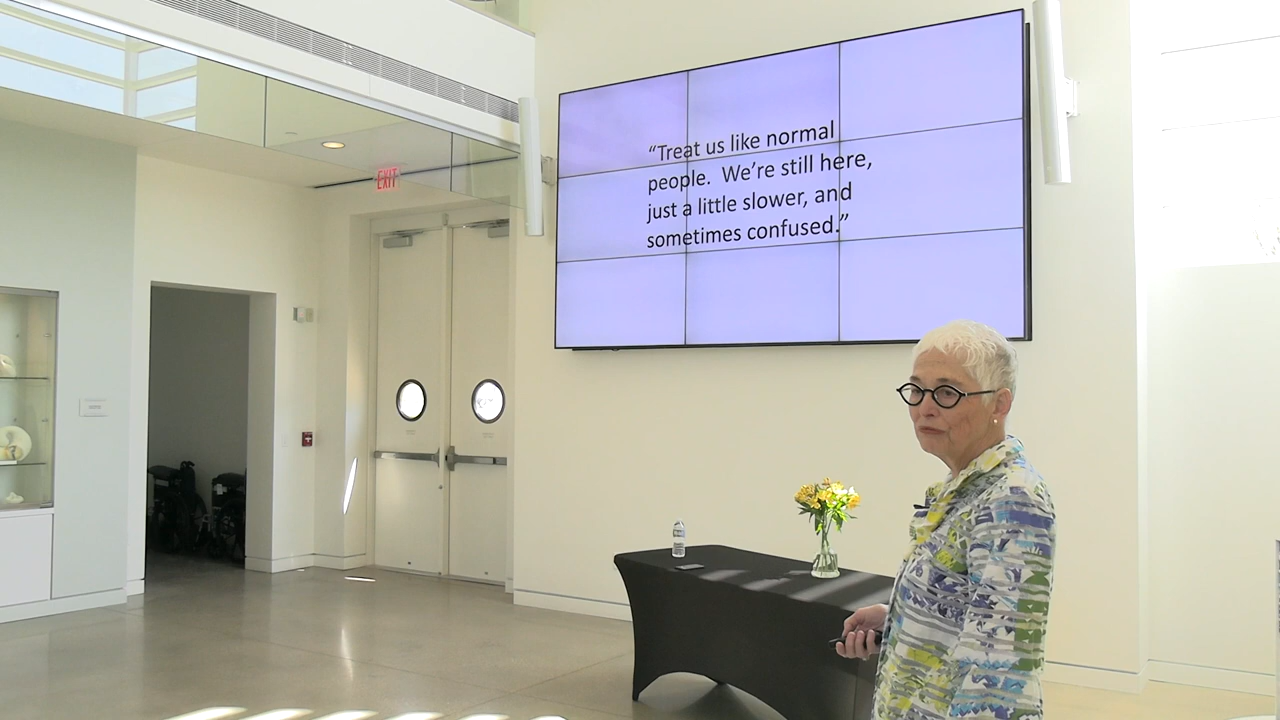 “Treat us like normal
people.  We’re still here,
just a little slower, and
sometimes confused.”
EXIT